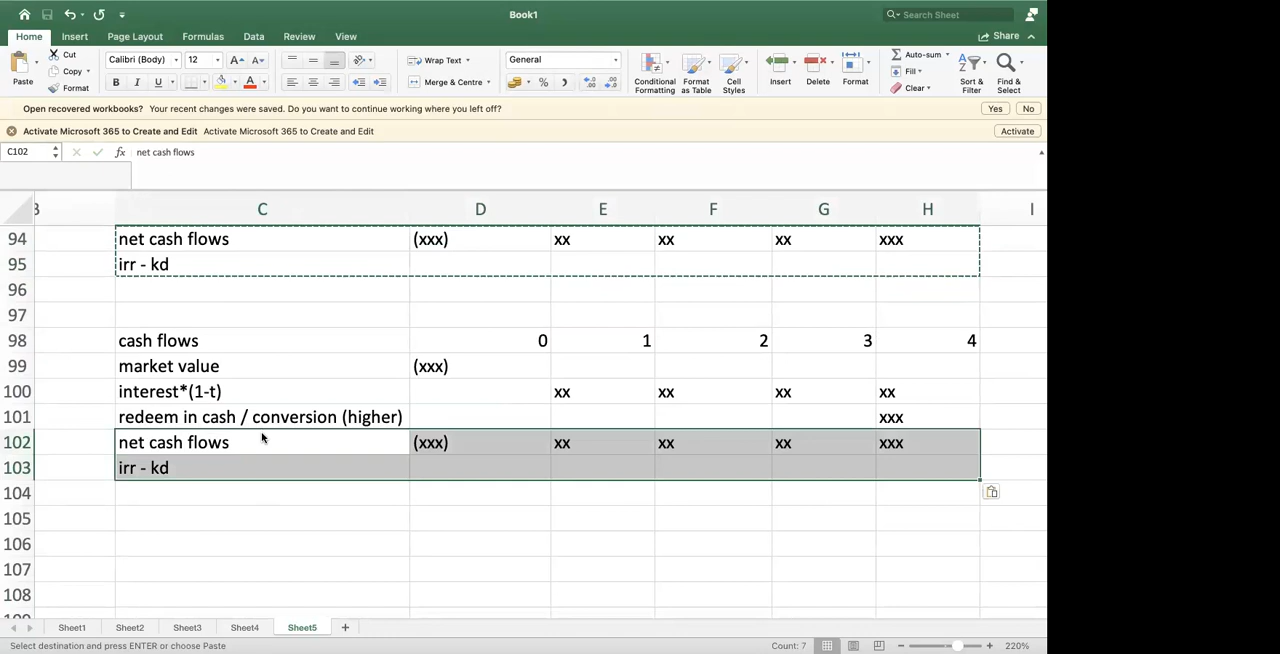 Book1
Search Sheet
Home Insert Page Layout Formulas Data Review View Share
Paste Cut Copy Format
Calibri (Body) 12 A A
B I U A
Wrap Text
Merge & Centre
General
%
Conditional Formatting
Format as Table
Cell Styles
Insert Delete Format
Auto-sum
Fill
Clear
Sort & Filter
Find & Select
Open recovered workbooks? Your recent changes were saved. Do you want to continue working where you left off? Yes No
Activate Microsoft 365 to Create and Edit Activate Microsoft 365 to Create and Edit Activate
C102 fx net cash flows
C D E F G H I
94 net cash flows (xxx) xx xx xx xxx
95 irr - kd
96
97
98 cash flows 0 1 2 3 4
99 market value (xxx)
100 interest*(1-t) xx xx xx xx
101 redeem in cash / conversion (higher) xxx
102 net cash flows (xxx) xx xx xx xxx
103 irr - kd
104
105
106
107
108
Sheet1 Sheet2 Sheet3 Sheet4 Sheet5 +
Select destination and press ENTER or choose Paste Count: 7 220%